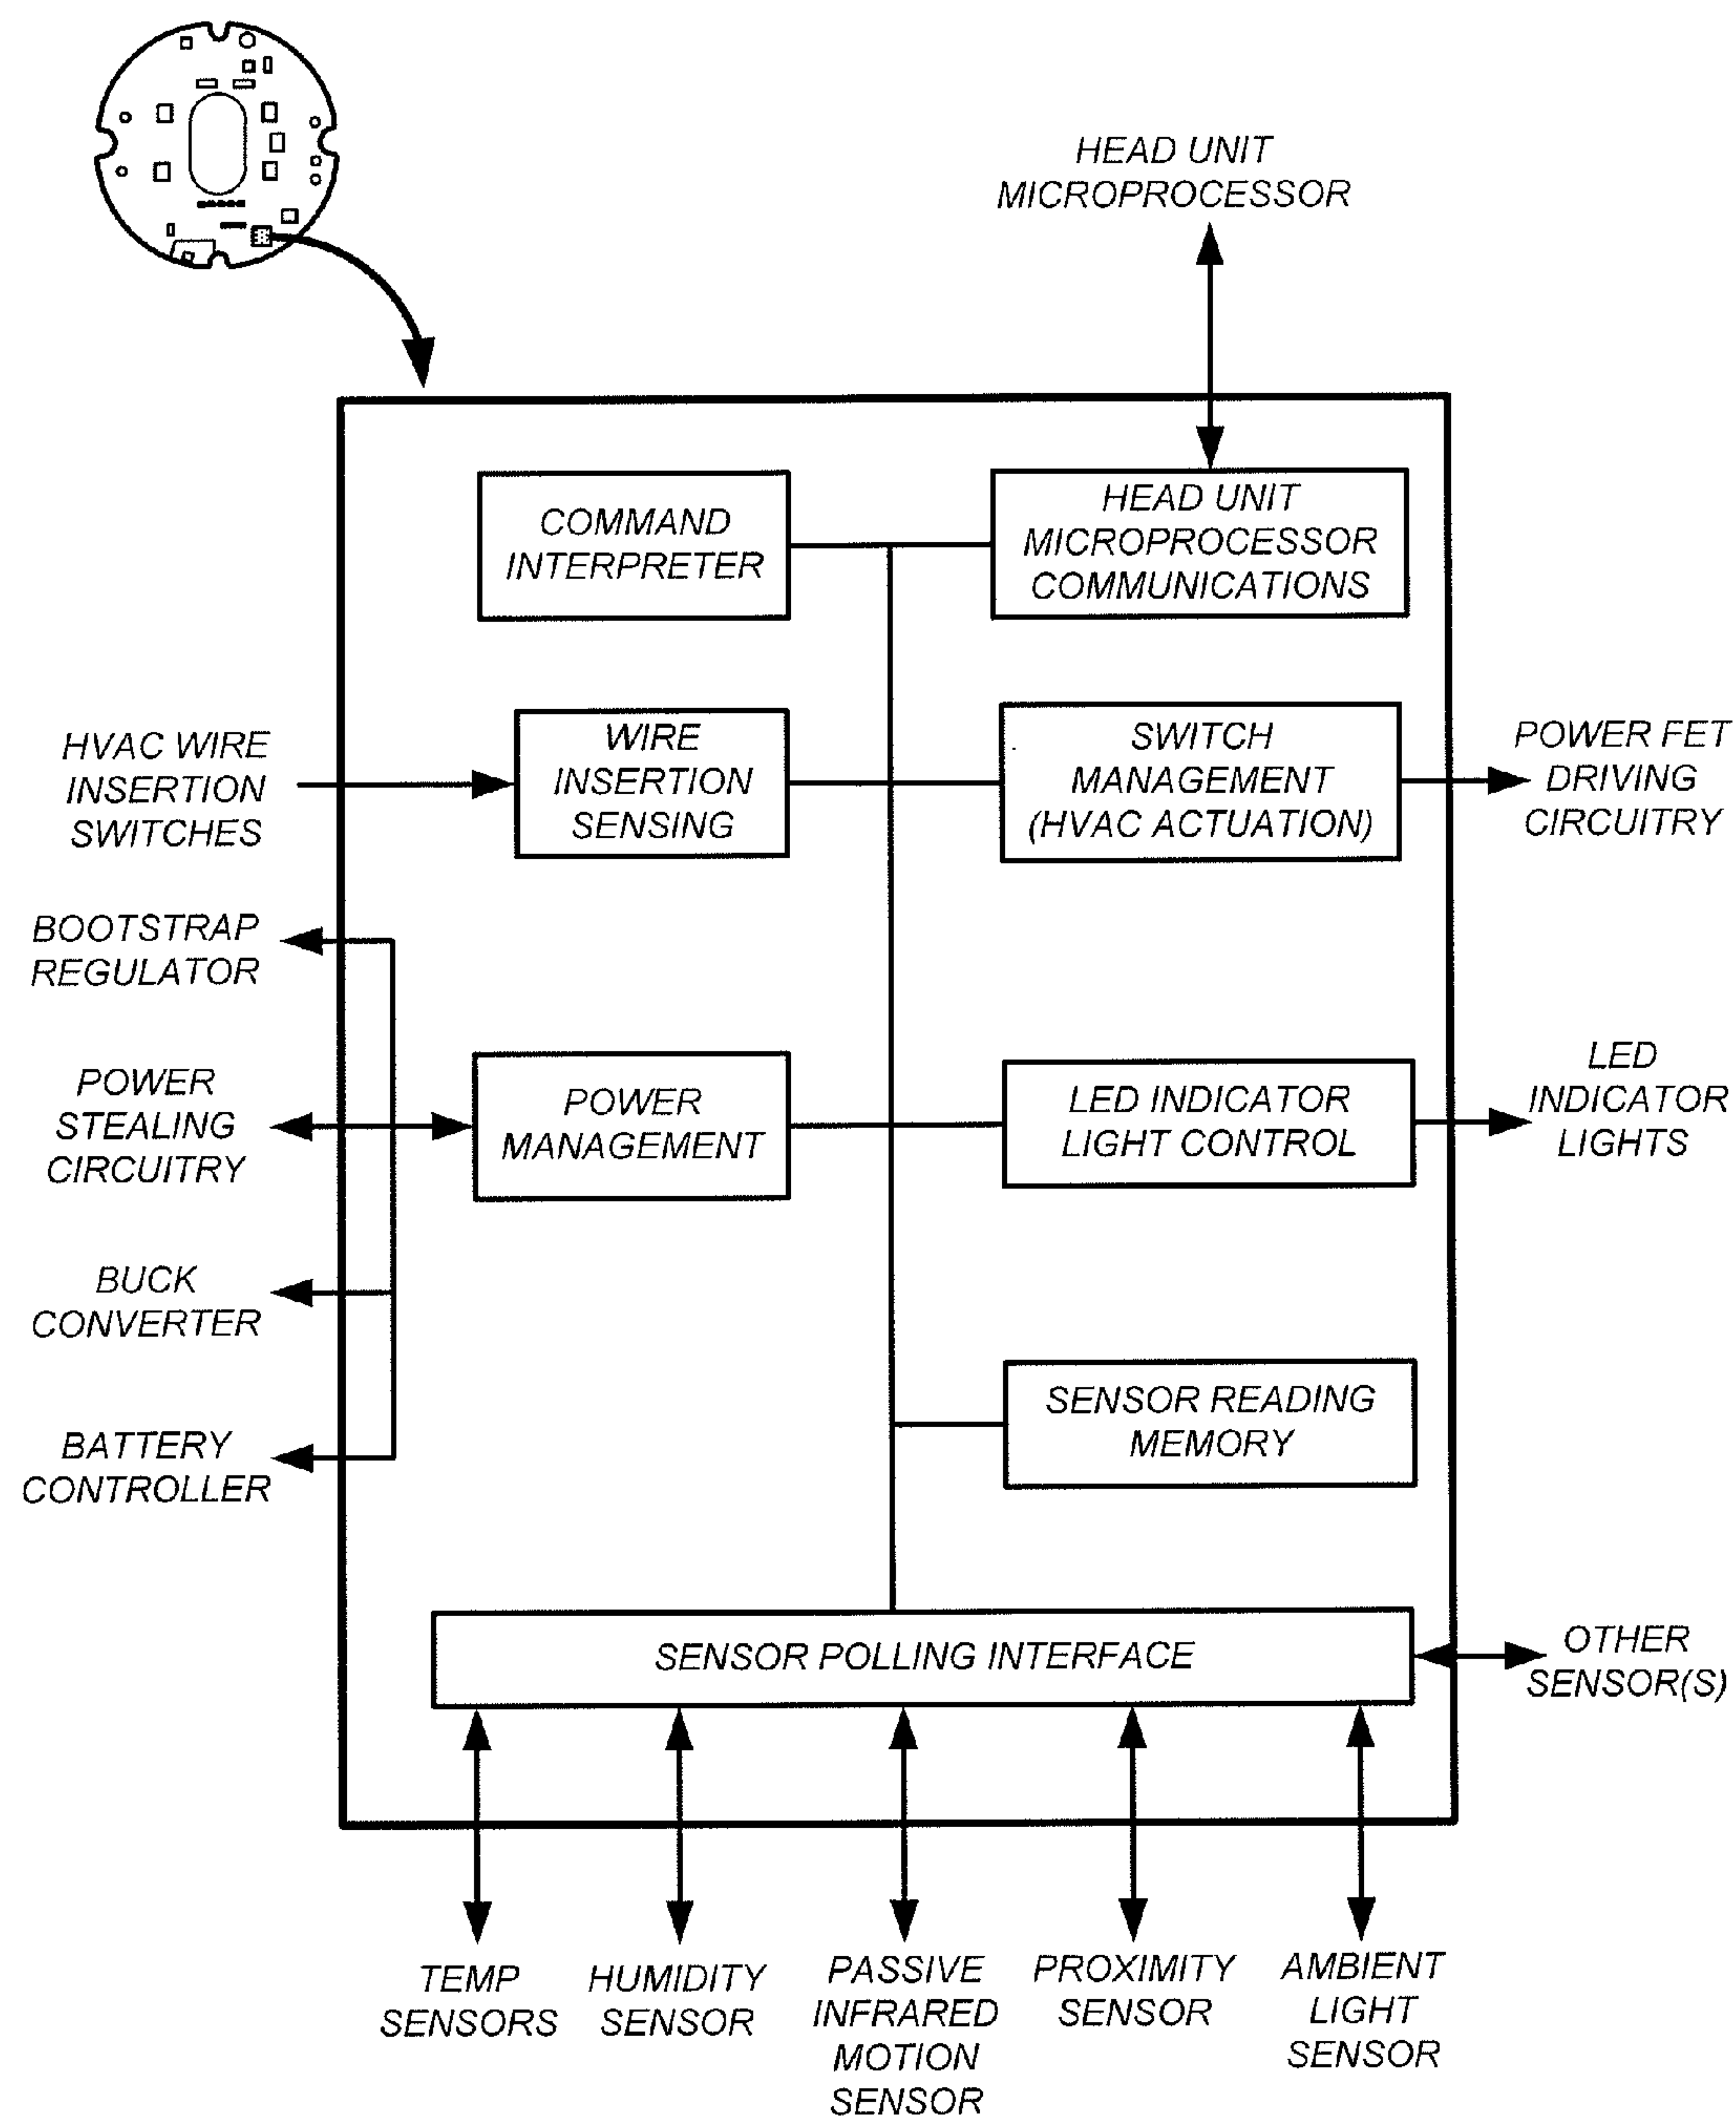 HEAD UNIT
MICROPROCESSOR
COMMAND
INTERPRETER
HEAD UNIT
MICROPROCESSOR
COMMUNICATIONS
HVAC WIRE
INSERTION
SWITCHES
WIRE
INSERTION
SENSING
SWITCH
MANAGEMENT
(HVAC ACTUATION)
POWER FET
DRIVING
CIRCUITRY
BOOTSTRAP
REGULATOR
POWER
STEALING
CIRCUITRY
POWER
MANAGEMENT
LED INDICATOR
LIGHT CONTROL
LED
INDICATOR
LIGHTS
BUCK
CONVERTER
BATTERY
CONTROLLER
SENSOR READING
MEMORY
SENSOR POLLING INTERFACE
OTHER
SENSOR(S)
TEMP
SENSORS
HUMIDITY
SENSOR
PASSIVE
INFRARED
MOTION
SENSOR
PROXIMITY
SENSOR
AMBIENT
LIGHT
SENSOR